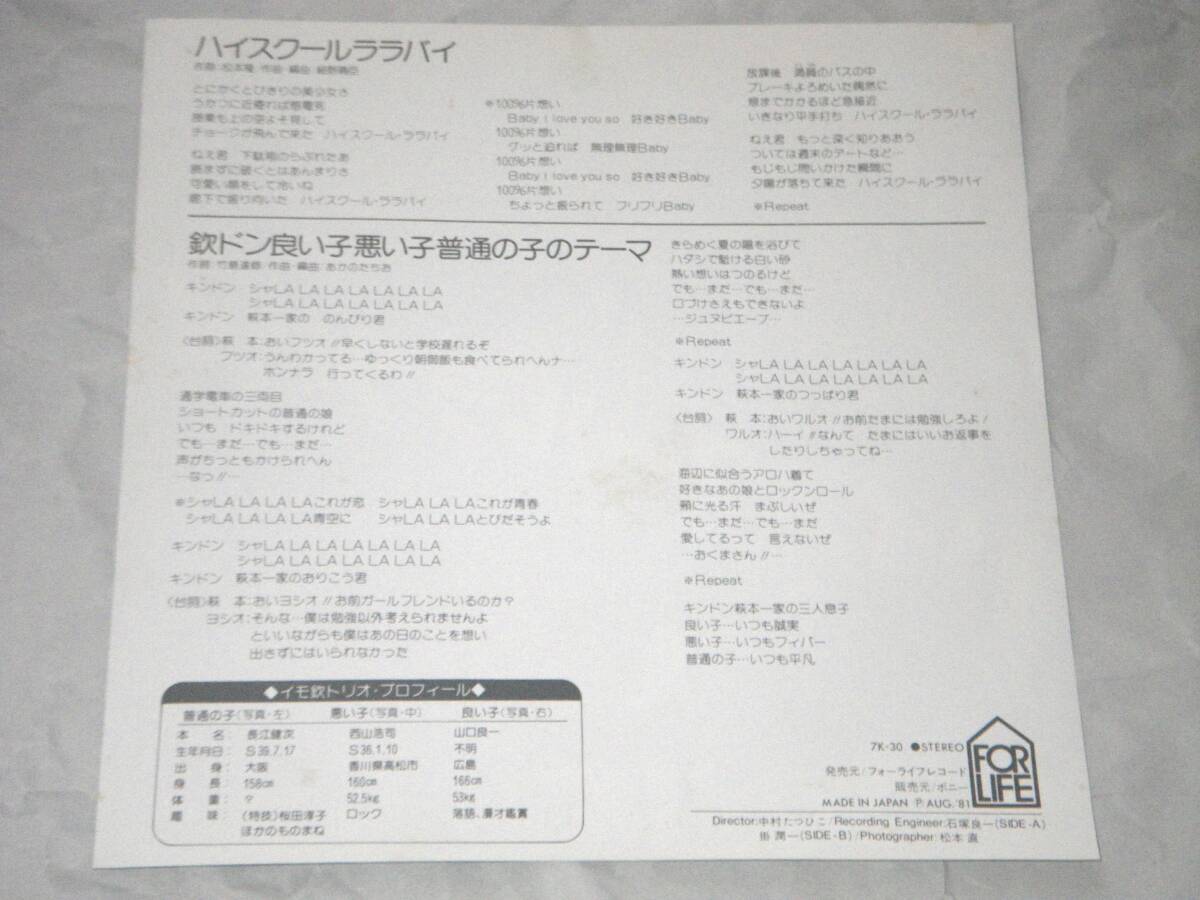 ハイスクールララバイ
作詞・松本隆 作曲・編曲・細野晴臣
とにかくとびきりの美少女さ
うかつに近寄れば感電死
授業も上の空よそ見して
チョークが飛んで来た ハイスクール・ララバイ
ねえ君 下駄箱のらぶれたあ
読まずに破くとはあんまりさ
可愛い顔をして冷いね
廊下で振り向いた ハイスクール・ララバイ
※100%片想い
Baby I love you so 好き好きBaby
100%片想い
グッと迫れば 無理無理Baby
100%片想い
Baby I love you so 好き好きBaby
100%片想い
ちょっと振られて フリフリBaby
放課後 満員のバスの中
ブレーキよろめいた偶然に
息までかかるほど急接近
いきなり平手打ち ハイスクール・ララバイ
ねえ君 もっと深く知りあおう
ついては週末のデートなど…
もじもじ問いかけた瞬間に
夕陽が落ちて来た ハイスクール・ララバイ
※Repeat
欽ドン良い子悪い子普通の子のテーマ
作詞・竹島達郎 作曲・編曲・あかのたちお
キンドン シャLA LA LA LA LA LA LA
シャLA LA LA LA LA LA LA
キンドン 萩本一家の のんびり君
〈台詞〉萩 本:おいフツオ〃早くしないと学校遅れるぞ
フツオ:うんわかってる…ゆっくり朝御飯も食べてられへんナ…
ホンナラ 行ってくるわ〃
通学電車の三両目
ショートカットの普通の娘
いつも ドキドキするけれど
でも…まだ…でも…まだ…
声がちっともかけられへん
…なっ〃…
※シャLA LA LA LAこれが恋 シャLA LA LA LAこれが青春
シャLA LA LA LA青空に シャLA LA LAとびだそうよ
キンドン シャLA LA LA LA LA LA LA
シャLA LA LA LA LA LA LA
キンドン 萩本一家のおりこう君
〈台詞〉萩 本:おいヨシオ〃お前ガールフレンドいるのか?
ヨシオ:そんな…僕は勉強以外考えられませんよ
といいながらも僕はあの日のことを想い
出さずにはいられなかった
きらめく夏の陽を浴びて
ハダシで駆ける白い砂
熱い想いはつのるけど
でも…まだ…でも…まだ…
口づけさえもできないよ
…ジュヌビエーブ…
※Repeat
キンドン シャLA LA LA LA LA LA LA
シャLA LA LA LA LA LA LA
キンドン 萩本一家のつっぱり君
〈台詞〉萩 本:おいワルオ〃お前たまには勉強しろよ!
ワルオ:ハーイ〃なんて たまにはいいお返事を
したりしちゃってね…
海辺に似合うアロハ着て
好きなあの娘とロックンロール
頬に光る汗 まぶしいぜ
でも…まだ…でも…まだ
愛してるって 言えないぜ
…おくまさん〃…
※Repeat
キンドン萩本一家の三人息子
良い子…いつも誠実
悪い子…いつもフィバー
普通の子…いつも平凡
◆イモ欽トリオ・プロフィール◆
普通の子(写真・左) 悪い子(写真・中) 良い子(写真・右)
本 名: 長江健次 西山浩司 山口良一
生年月日: S39.7.17 S36.1.10 不明
出 身: 大阪 香川県高松市 広島
身 長: 158cm 160cm 166cm
体 重: ? 52.5kg 53kg
趣 味: (特技)桜田淳子 ロック 落語、漫才鑑賞
ほかのものまね
7K-30 ●STEREO
発売元/フォーライフレコード
販売元/ポニー
MADE IN JAPAN Ⓟ AUG.'81
FOR
LIFE
Director:中村たつひこ/Recording Engineer:石塚良一(SIDE-A)
掛 潤一(SIDE-B)/Photographer:松本 直